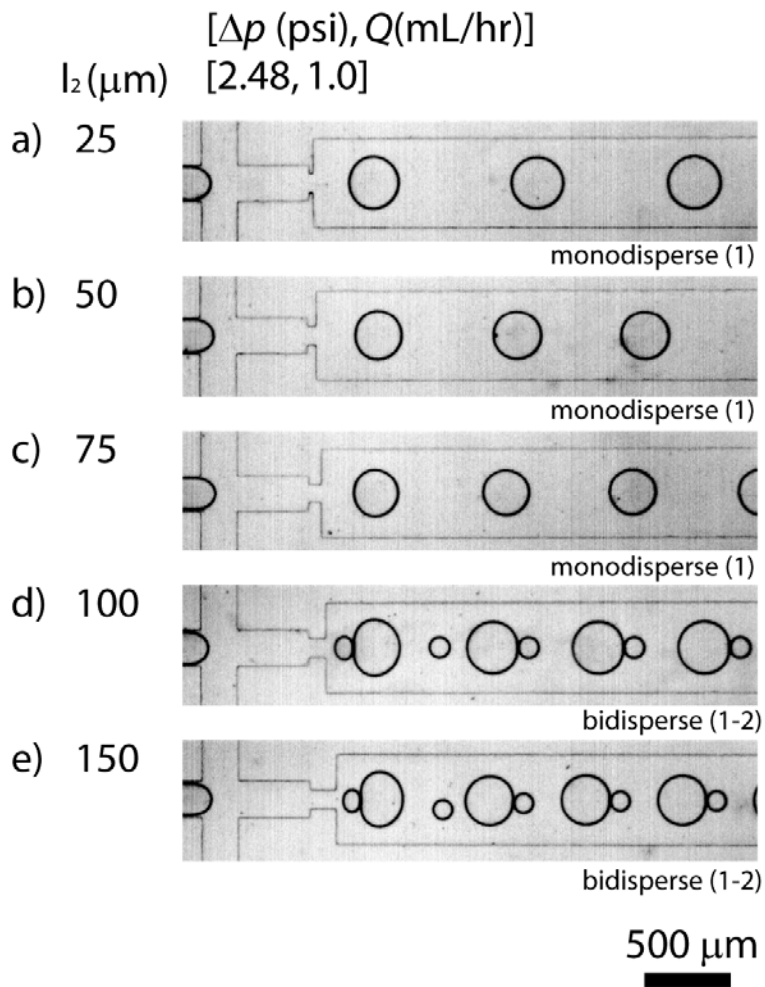 [Δp (psi), Q(mL/hr)]
l₂ (μm) [2.48, 1.0]
a) 25
monodisperse (1)
b) 50
monodisperse (1)
c) 75
monodisperse (1)
d) 100
bidisperse (1-2)
e) 150
bidisperse (1-2)
500 μm